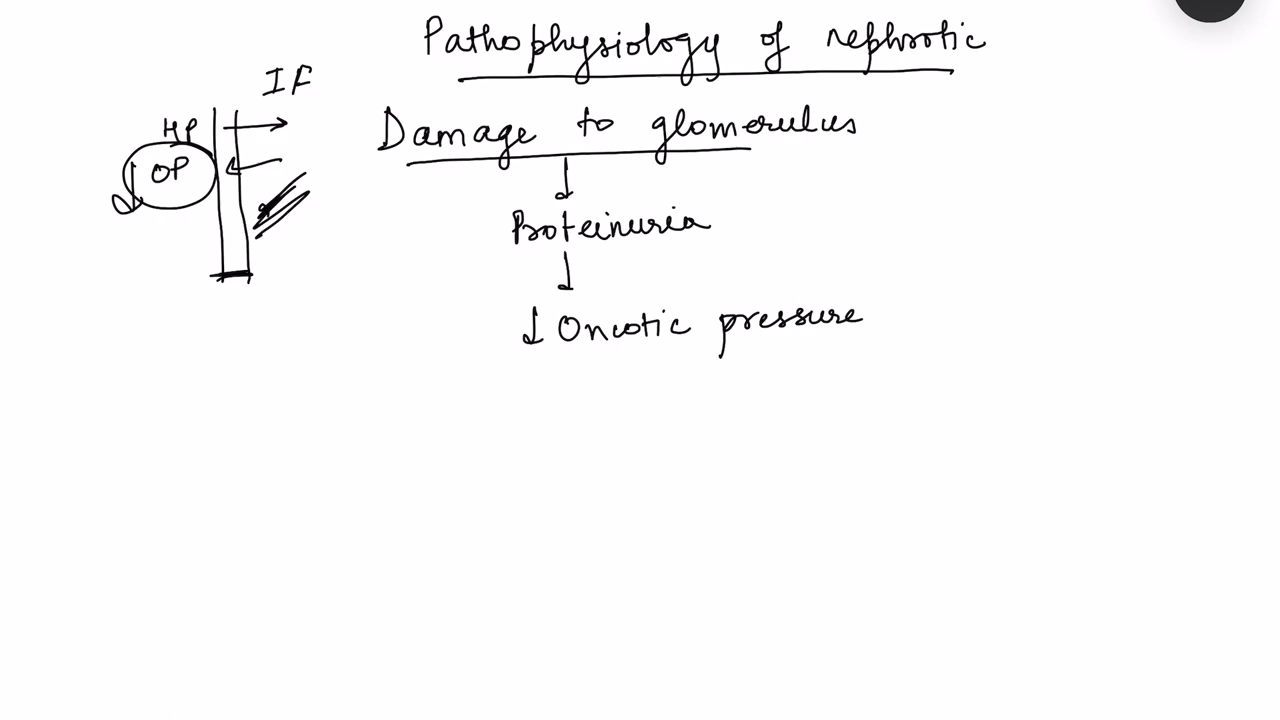 Pathophysiology of nephrotic
IF
HP
↓ OP
Damage to glomerulus
↓
Proteinuria
↓
↓ Oncotic pressure